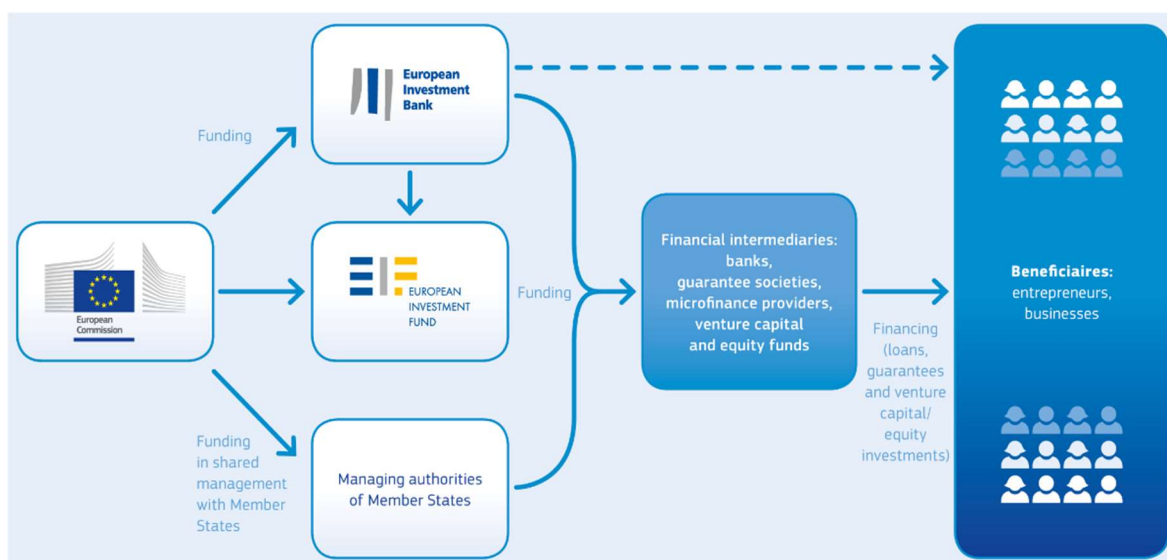 European
Investment
Bank
Funding
European
Commission
EIF
EUROPEAN
INVESTMENT
FUND
Funding
in shared
management
with Member
States
Managing authorities
of Member States
Funding
Financial intermediaries:
banks,
guarantee societies,
microfinance providers,
venture capital
and equity funds
Financing
(loans,
guarantees
and venture
capital/
equity
investments)
Beneficiaires:
entrepreneurs,
businesses